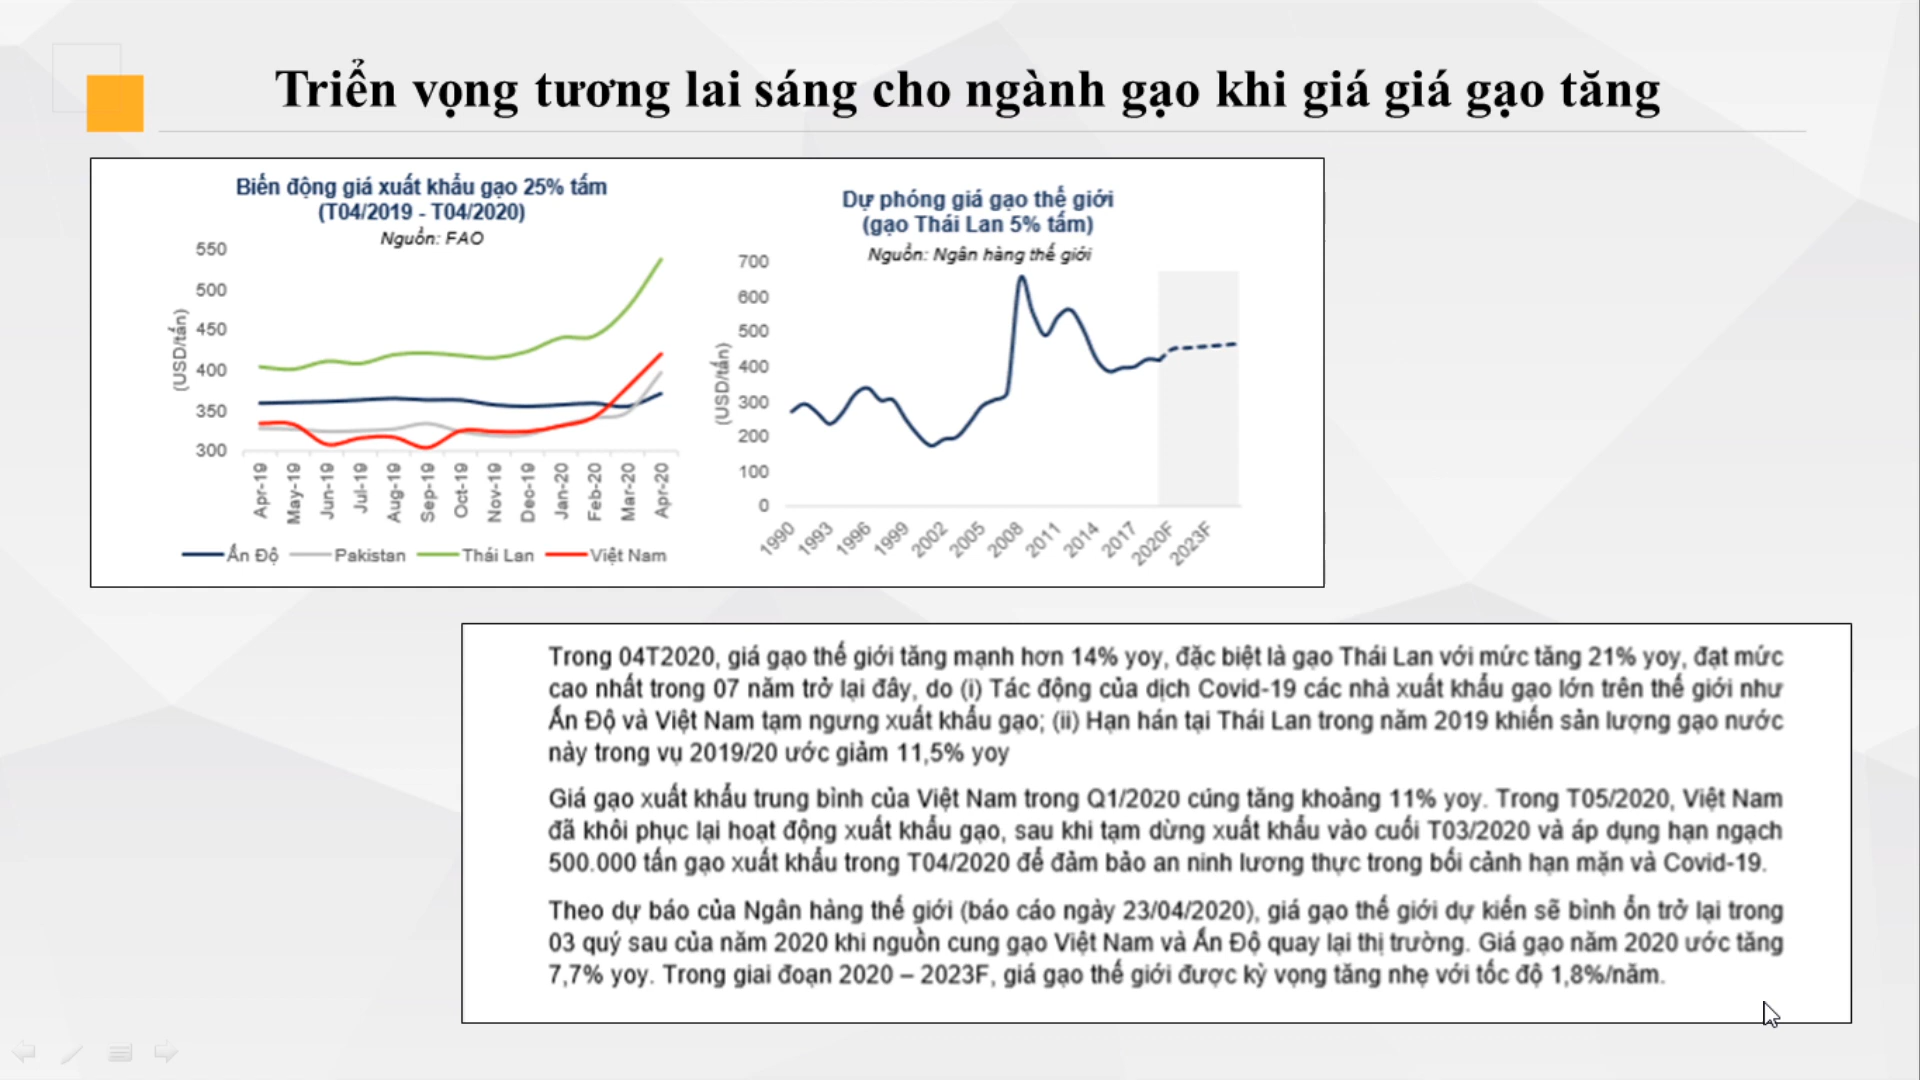 Triển vọng tương lai sáng cho ngành gạo khi giá giá gạo tăng
Biến động giá xuất khẩu gạo 25% tấm
(T04/2019 - T04/2020)
Nguồn: FAO
550
500
450
400
350
300
(USD/tấn)
Apr-19
May-19
Jun-19
Jul-19
Aug-19
Sep-19
Oct-19
Nov-19
Dec-19
Jan-20
Feb-20
Mar-20
Apr-20
Ấn Độ
Pakistan
Thái Lan
Việt Nam
Dự phóng giá gạo thế giới
(gạo Thái Lan 5% tấm)
Nguồn: Ngân hàng thế giới
700
600
500
400
300
200
100
0
(USD/tấn)
1990
1993
1996
1999
2002
2005
2008
2011
2014
2017
2020F
2023F
Trong 04T2020, giá gạo thế giới tăng mạnh hơn 14% yoy, đặc biệt là gạo Thái Lan với mức tăng 21% yoy, đạt mức
cao nhất trong 07 năm trở lại đây, do (i) Tác động của dịch Covid-19 các nhà xuất khẩu gạo lớn trên thế giới như
Ấn Độ và Việt Nam tạm ngưng xuất khẩu gạo; (ii) Hạn hán tại Thái Lan trong năm 2019 khiến sản lượng gạo nước
này trong vụ 2019/20 ước giảm 11,5% yoy
Giá gạo xuất khẩu trung bình của Việt Nam trong Q1/2020 cũng tăng khoảng 11% yoy. Trong T05/2020, Việt Nam
đã khôi phục lại hoạt động xuất khẩu gạo, sau khi tạm dừng xuất khẩu vào cuối T03/2020 và áp dụng hạn ngạch
500.000 tấn gạo xuất khẩu trong T04/2020 để đảm bảo an ninh lương thực trong bối cảnh hạn mặn và Covid-19.
Theo dự báo của Ngân hàng thế giới (báo cáo ngày 23/04/2020), giá gạo thế giới dự kiến sẽ bình ổn trở lại trong
03 quý sau của năm 2020 khi nguồn cung gạo Việt Nam và Ấn Độ quay lại thị trường. Giá gạo năm 2020 ước tăng
7,7% yoy. Trong giai đoạn 2020 – 2023F, giá gạo thế giới được kỳ vọng tăng nhẹ với tốc độ 1,8%/năm.